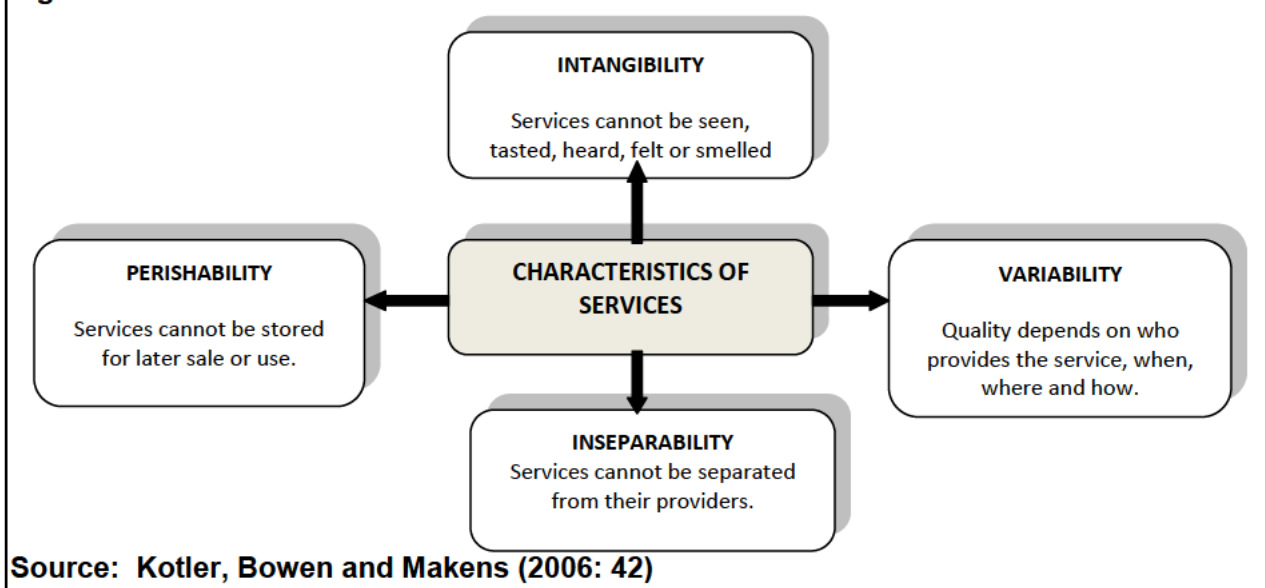 INTANGIBILITY
Services cannot be seen,
tasted, heard, felt or smelled
PERISHABILITY
Services cannot be stored
for later sale or use.
CHARACTERISTICS OF
SERVICES
VARIABILITY
Quality depends on who
provides the service, when,
where and how.
INSEPARABILITY
Services cannot be separated
from their providers.
Source: Kotler, Bowen and Makens (2006: 42)